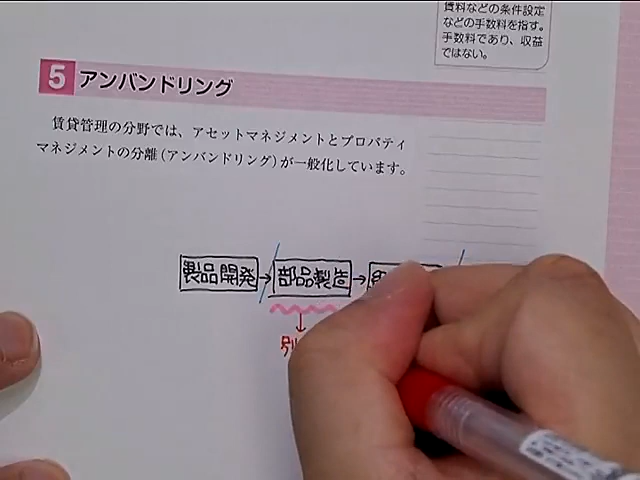 賃料などの条件設定
などの手数料を指す。
手数料であり、収益
ではない。
5 アンバンドリング
賃貸管理の分野では、アセットマネジメントとプロパティ
マネジメントの分離(アンバンドリング)が一般化しています。
製品開発→部品製造→
別